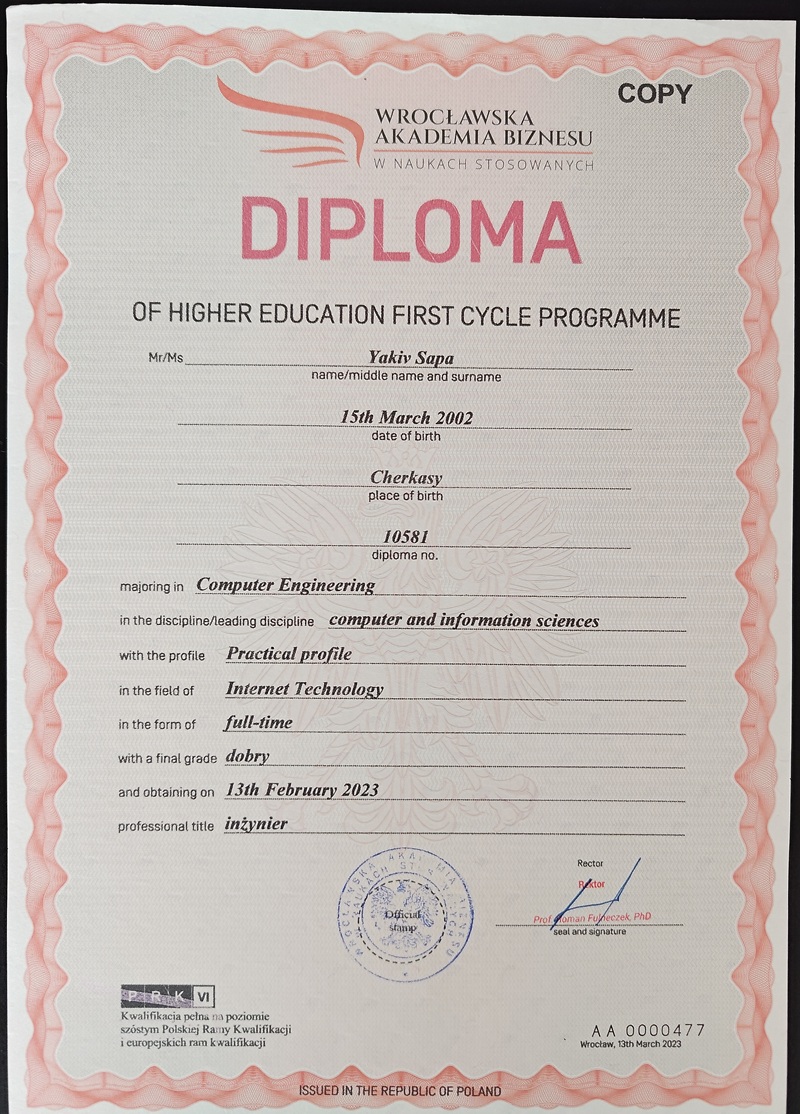 COPY
WROCŁAWSKA
AKADEMIA BIZNESU
W NAUKACH STOSOWANYCH
DIPLOMA
OF HIGHER EDUCATION FIRST CYCLE PROGRAMME
Mr/Ms Yakiv Sapa
name/middle name and surname
15th March 2002
date of birth
Cherkasy
place of birth
10581
diploma no.
majoring in Computer Engineering
in the discipline/leading discipline computer and information sciences
with the profile Practical profile
in the field of Internet Technology
in the form of full-time
with a final grade dobry
and obtaining on 13th February 2023
professional title inżynier
Rector
Rektor
Prof. Roman
PhD
seal and signature
WROCŁAWSKA AKADEMIA BIZNESU
W NAUKACH STOSOWANYCH
Official
stamp
P R K VI
Kwalifikacja pełna na poziomie
szóstym Polskiej Ramy Kwalifikacji
i europejskich ram kwalifikacji
AA 0000477
Wrocław, 13th March 2023
ISSUED IN THE REPUBLIC OF POLAND